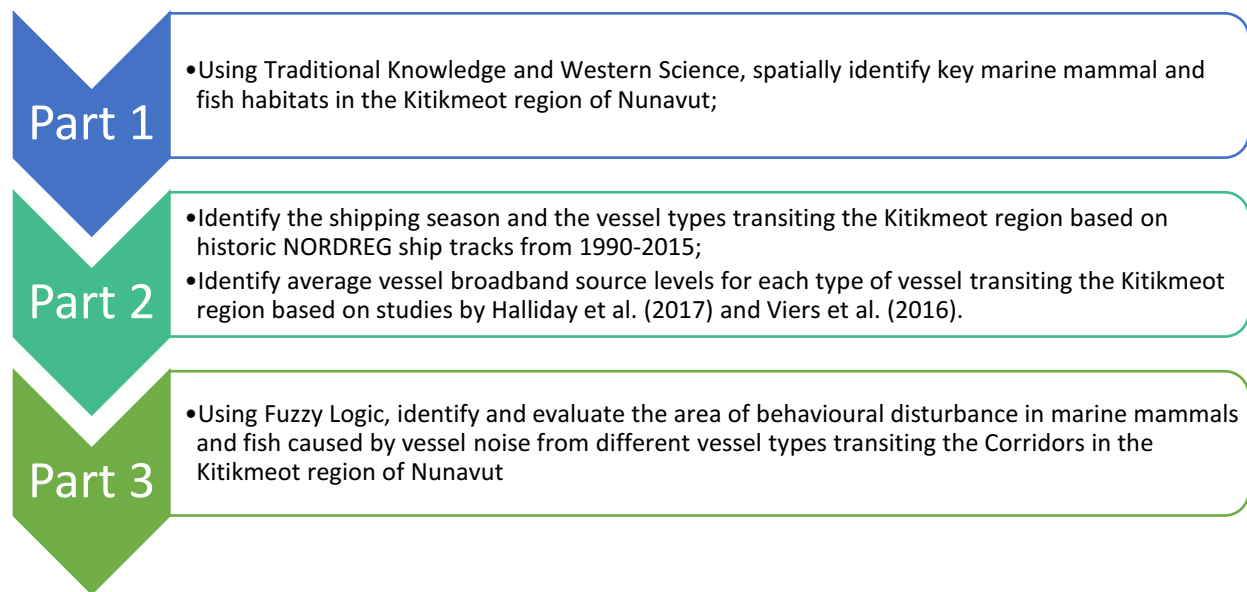 Part 1
•Using Traditional Knowledge and Western Science, spatially identify key marine mammal and
fish habitats in the Kitikmeot region of Nunavut;
Part 2
•Identify the shipping season and the vessel types transiting the Kitikmeot region based on
historic NORDREG ship tracks from 1990-2015;
•Identify average vessel broadband source levels for each type of vessel transiting the Kitikmeot
region based on studies by Halliday et al. (2017) and Viers et al. (2016).
Part 3
•Using Fuzzy Logic, identify and evaluate the area of behavioural disturbance in marine mammals
and fish caused by vessel noise from different vessel types transiting the Corridors in the
Kitikmeot region of Nunavut